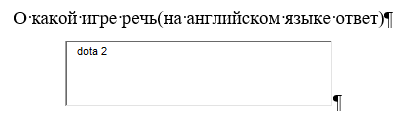 О какой игре речь(на английском языке ответ)¶
dota 2
¶